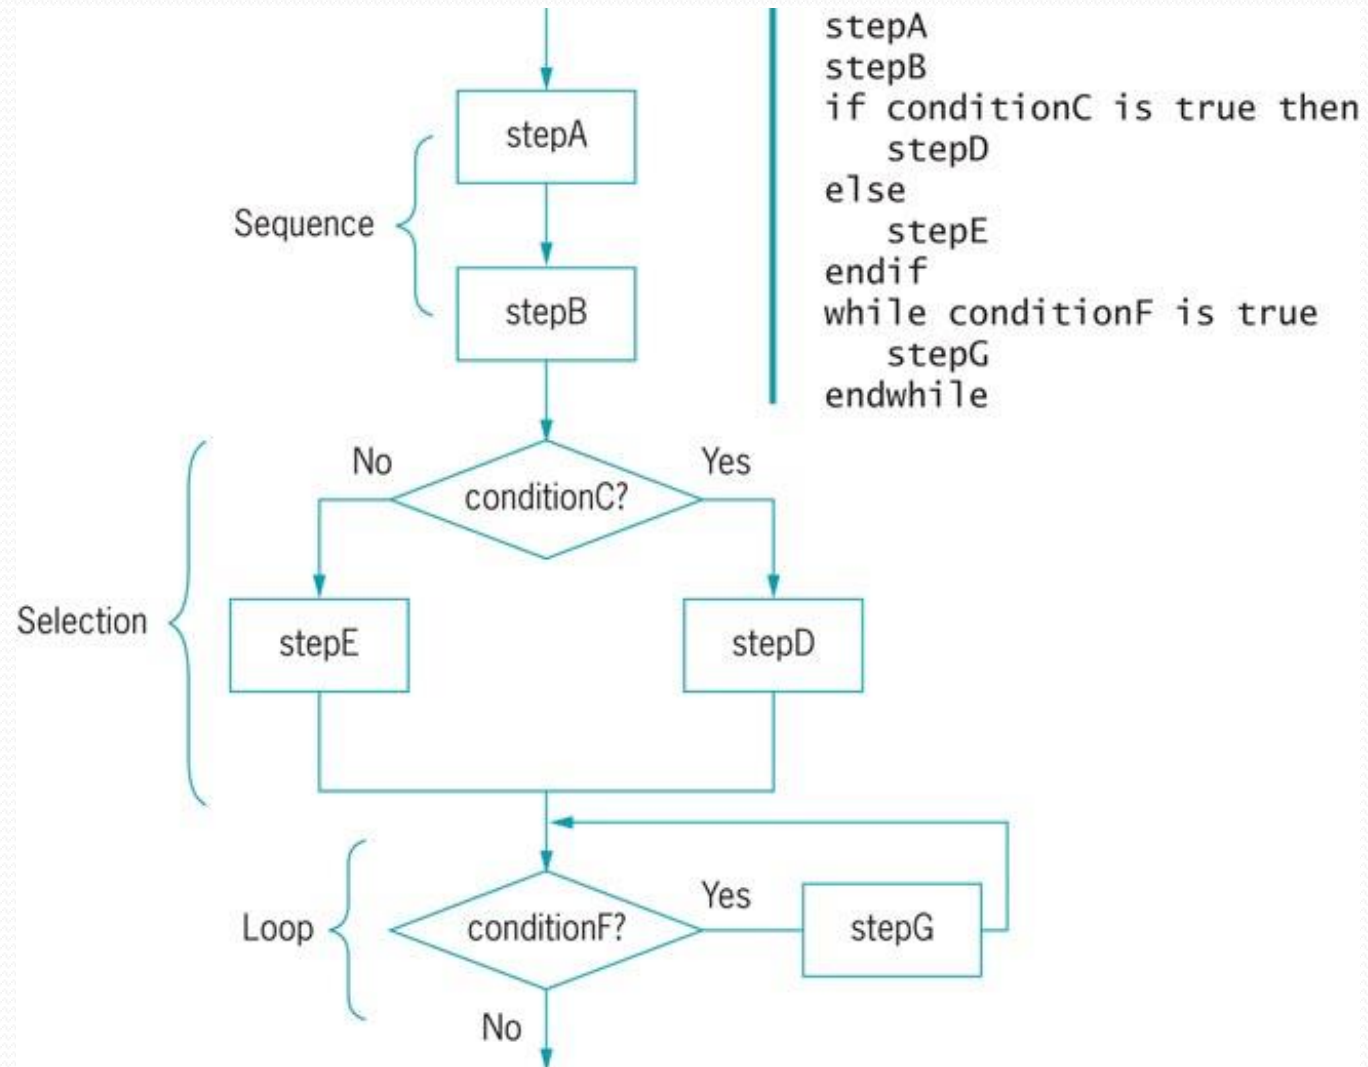 stepA
stepB
if conditionC is true then
   stepD
else
   stepE
endif
while conditionF is true
   stepG
endwhile
stepA
Sequence
stepB
No
Yes
conditionC?
Selection
stepE
stepD
Loop
conditionF?
Yes
stepG
No